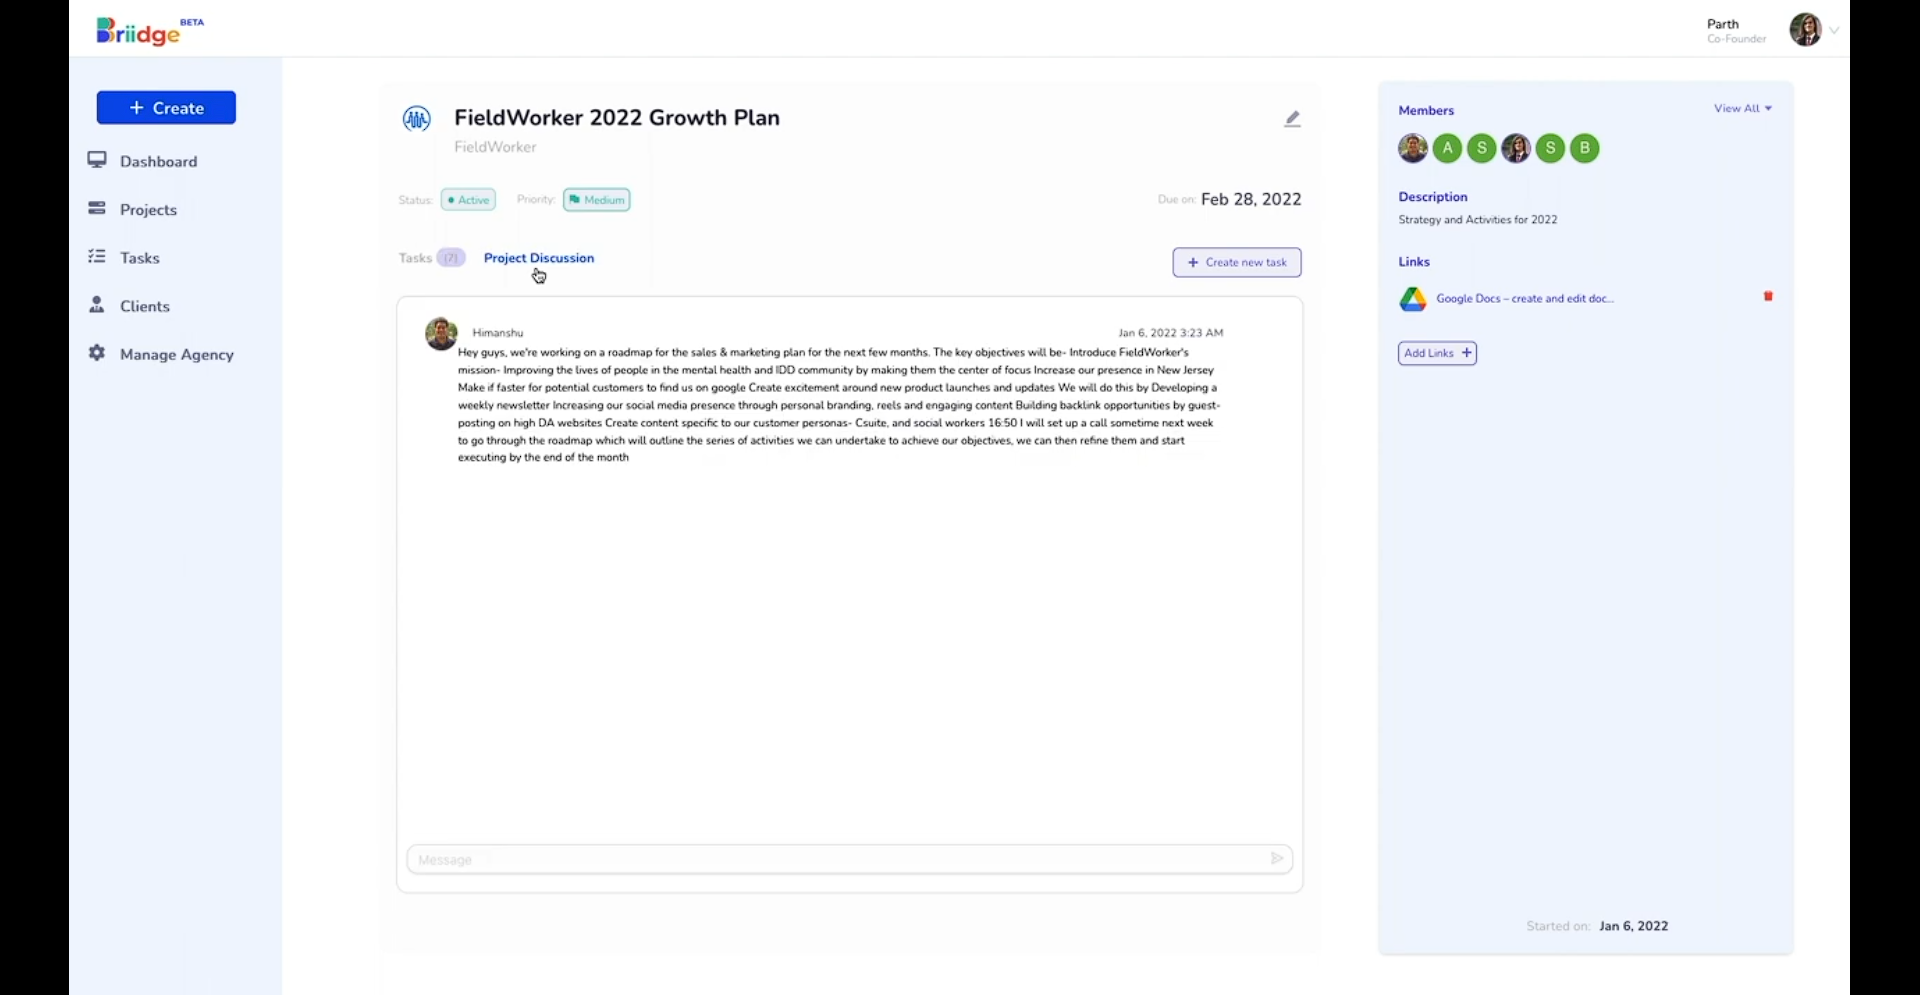 Briidge BETA
Parth
Co-Founder
+ Create
Dashboard
Projects
Tasks
Clients
Manage Agency
FieldWorker 2022 Growth Plan
FieldWorker
Status: Active Priority: Medium
Due on: Feb 28, 2022
Tasks (7) Project Discussion
+ Create new task
Himanshu
Jan 6, 2022 3:23 AM
Hey guys, we're working on a roadmap for the sales & marketing plan for the next few months. The key objectives will be- Introduce FieldWorker's
mission- Improving the lives of people in the mental health and IDD community by making them the center of focus Increase our presence in New Jersey
Make if faster for potential customers to find us on google Create excitement around new product launches and updates We will do this by Developing a
weekly newsletter Increasing our social media presence through personal branding, reels and engaging content Building backlink opportunities by guest-
posting on high DA websites Create content specific to our customer personas- Csuite, and social workers 16:50 I will set up a call sometime next week
to go through the roadmap which will outline the series of activities we can undertake to achieve our objectives, we can then refine them and start
executing by the end of the month
Message
Members
View All
A S S B
Description
Strategy and Activities for 2022
Links
Google Docs – create and edit doc...
Add Links +
Started on: Jan 6, 2022